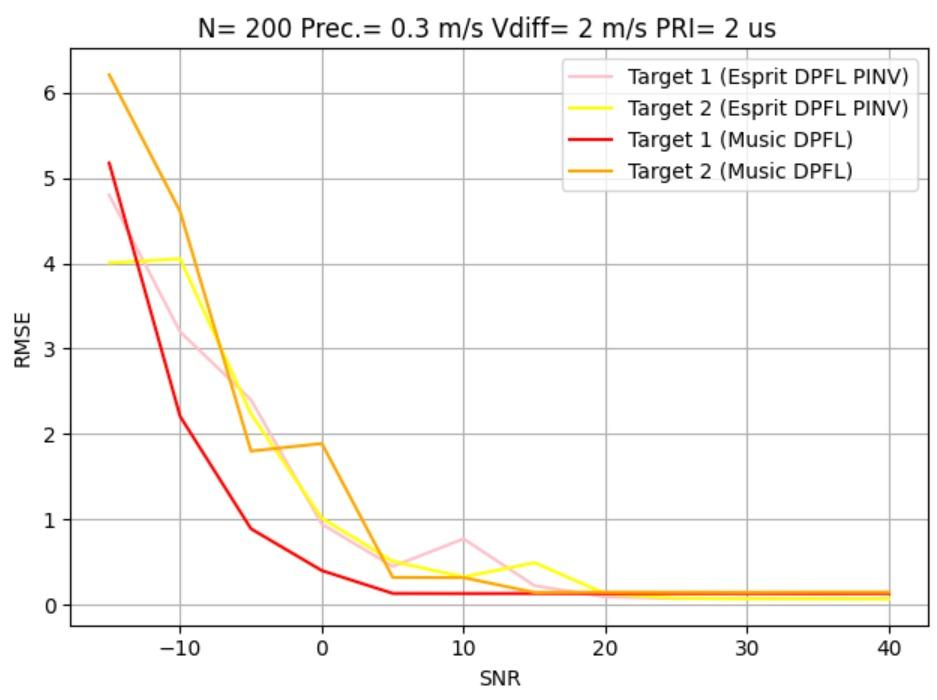 N= 200 Prec.= 0.3 m/s Vdiff= 2 m/s PRI= 2 us
Target 1 (Esprit DPFL PINV)
Target 2 (Esprit DPFL PINV)
Target 1 (Music DPFL)
Target 2 (Music DPFL)
RMSE
6
5
4
3
2
1
0
−10 0 10 20 30 40
SNR